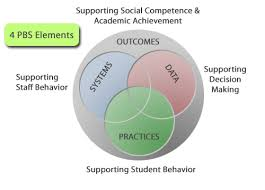 Supporting Social Competence &
Academic Achievement
4 PBS Elements
OUTCOMES
Supporting
Staff Behavior
SYSTEMS
DATA
Supporting
Decision
Making
PRACTICES
Supporting Student Behavior